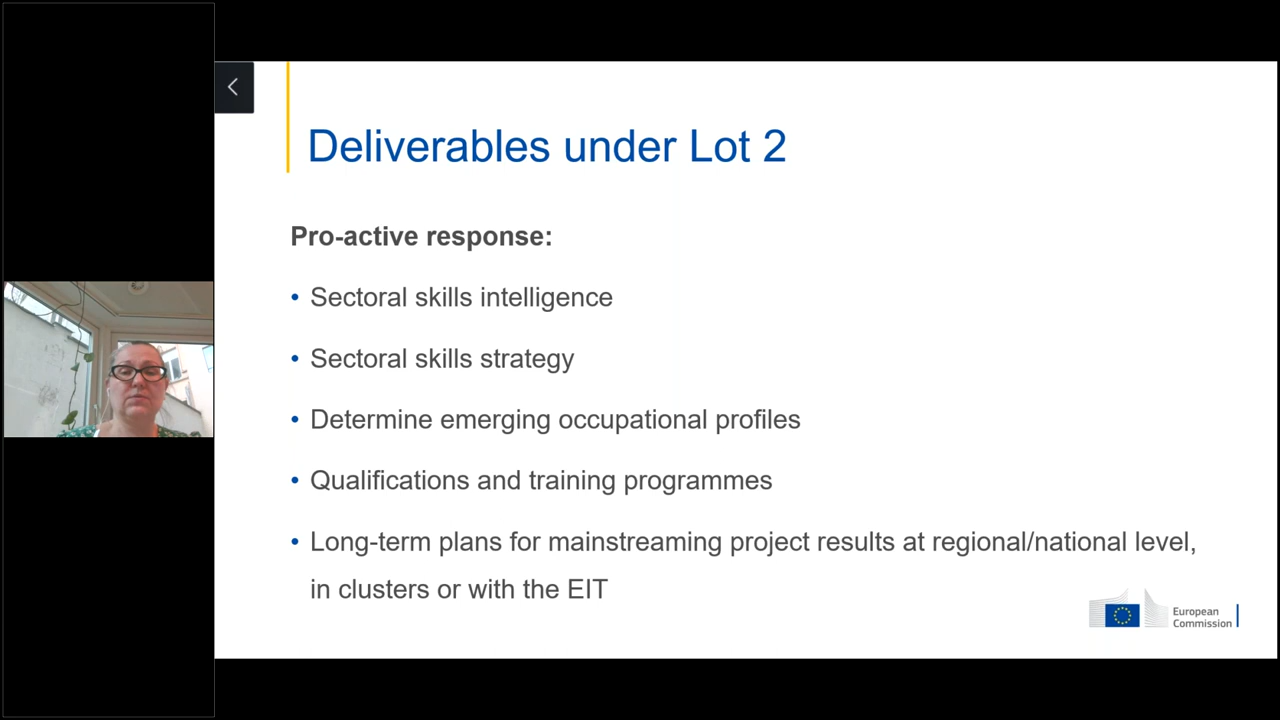 Deliverables under Lot 2
Pro-active response:
• Sectoral skills intelligence
• Sectoral skills strategy
• Determine emerging occupational profiles
• Qualifications and training programmes
• Long-term plans for mainstreaming project results at regional/national level,
in clusters or with the EIT
European
Commission